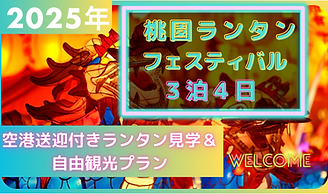 2025年
桃園ランタン
フェスティバル
３泊４日
空港送迎付きランタン見学＆
自由観光プラン
WELCOME